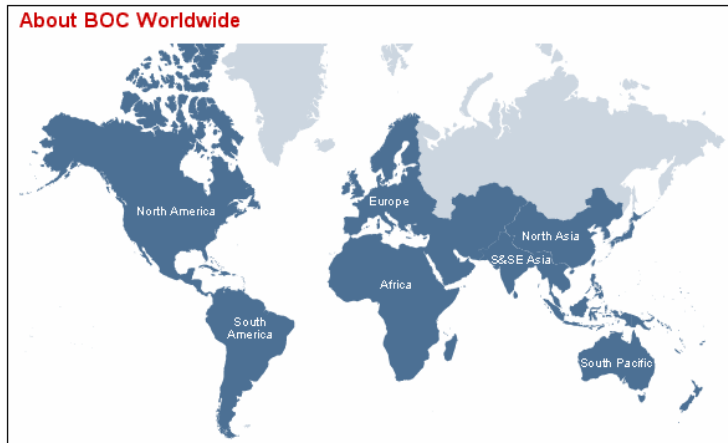 About BOC Worldwide
North America
Europe
North Asia
S&SE Asia
Africa
South
America
South Pacific